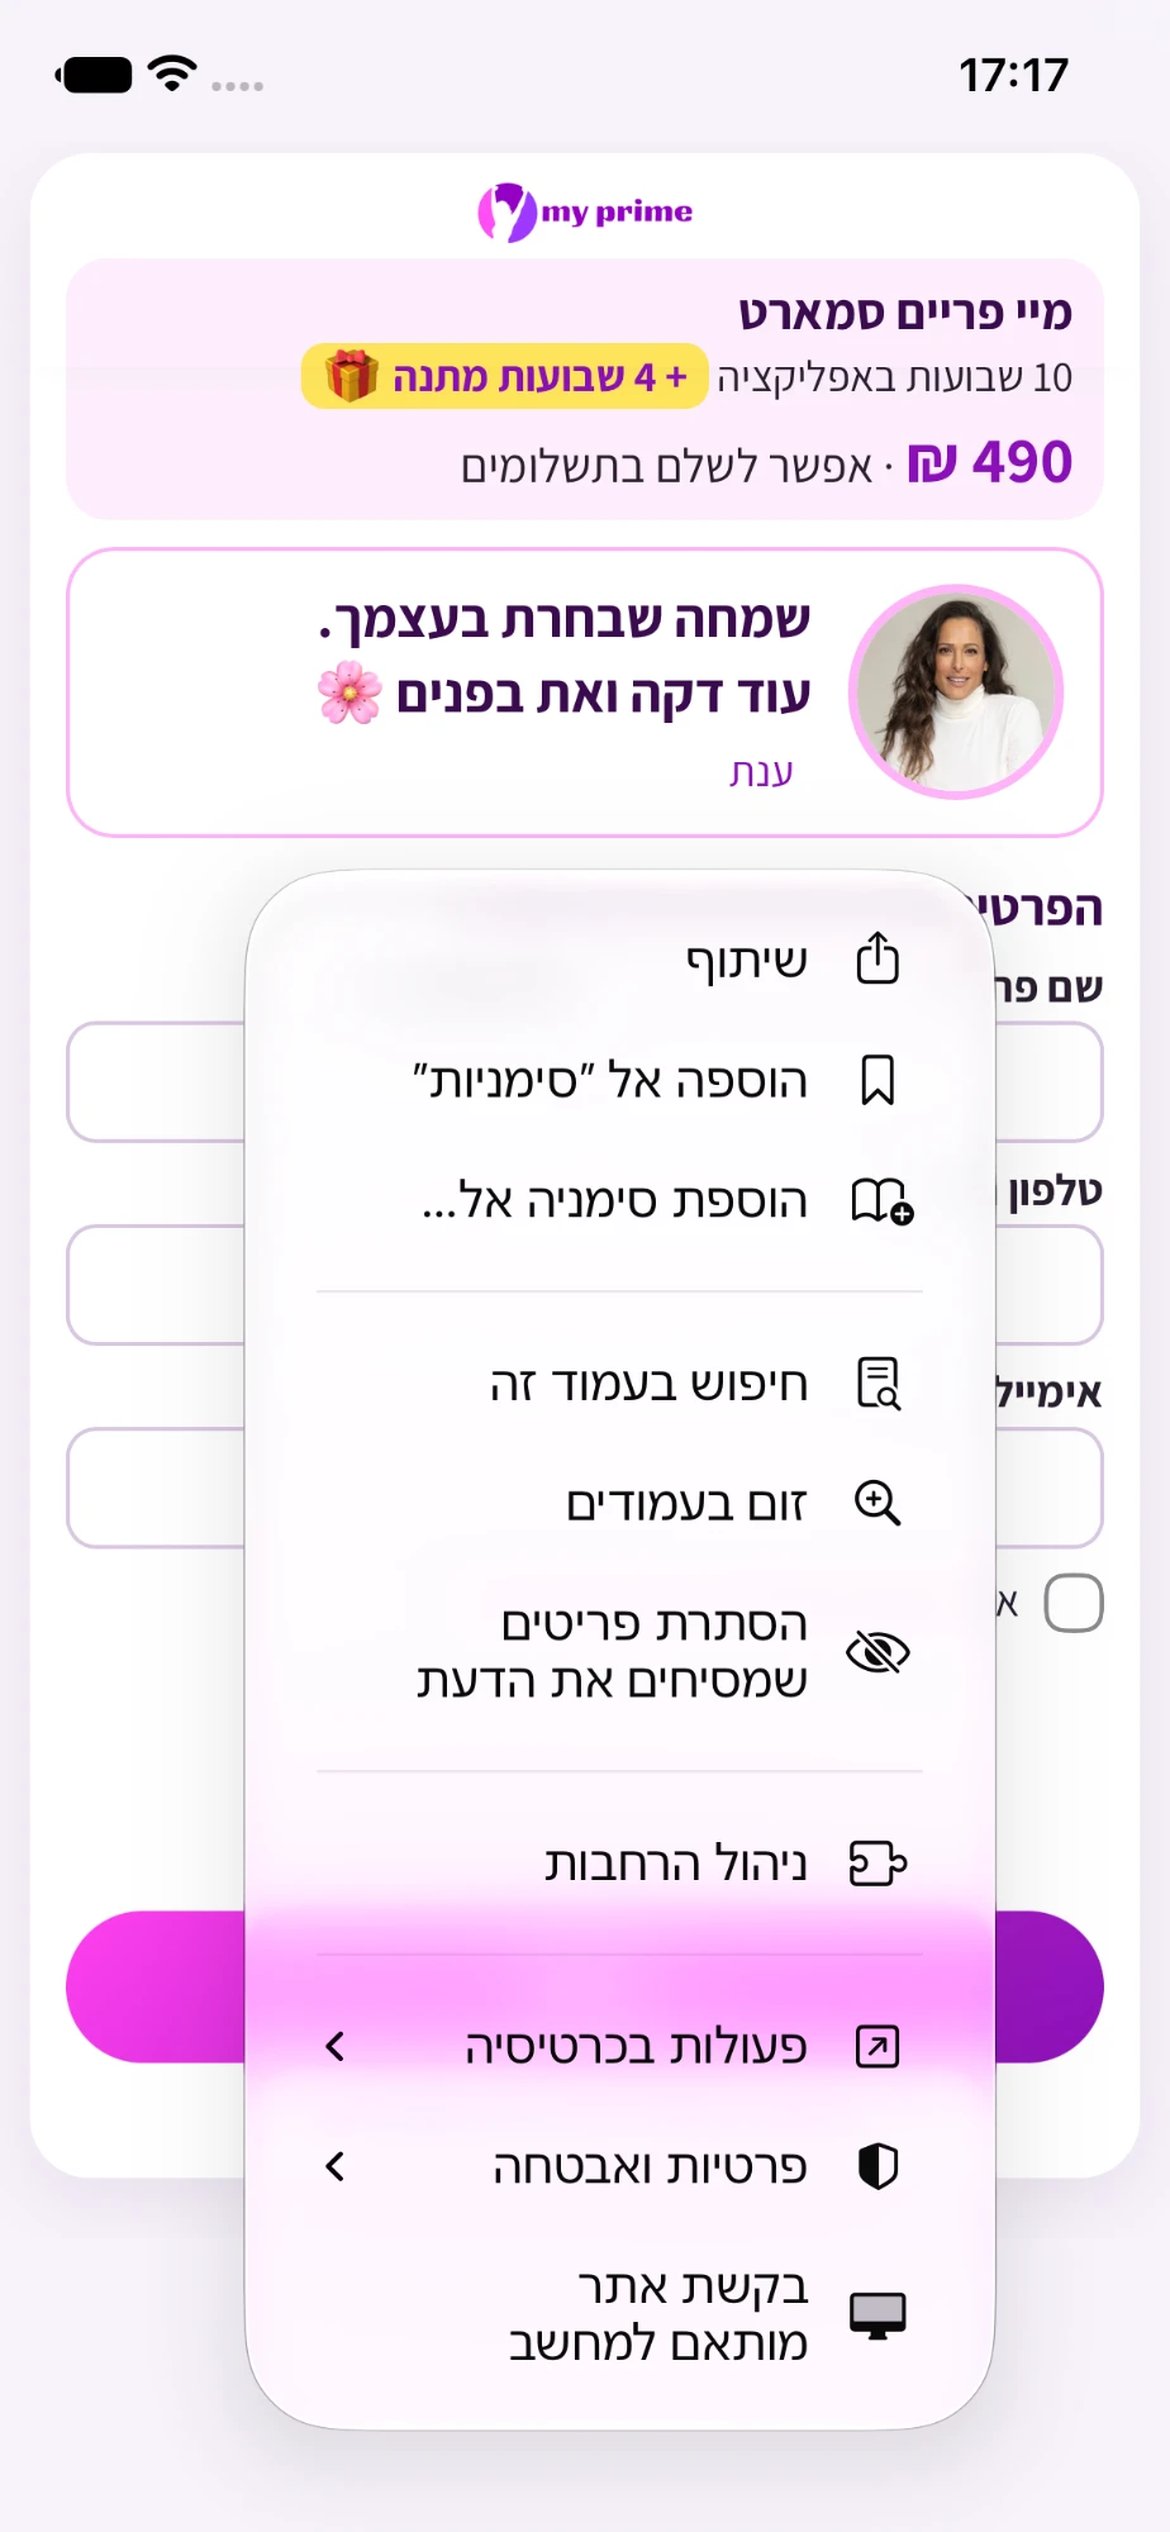 17:17
my prime
מיי פריים סמארט
10 שבועות באפליקציה + 4 שבועות מתנה 🎁
490 ₪ · אפשר לשלם בתשלומים
שמחה שבחרת בעצמך.
עוד דקה ואת בפנים 🌸
ענת
שם
טלפון
אימייל
שיתוף
הוספה אל "סימניות"
הוספת סימניה אל...
חיפוש בעמוד זה
זום בעמודים
הסתרת פריטים
שמסיחים את הדעת
ניהול הרחבות
פעולות בכרטיסיה
פרטיות ואבטחה
בקשת אתר
מותאם למחשב